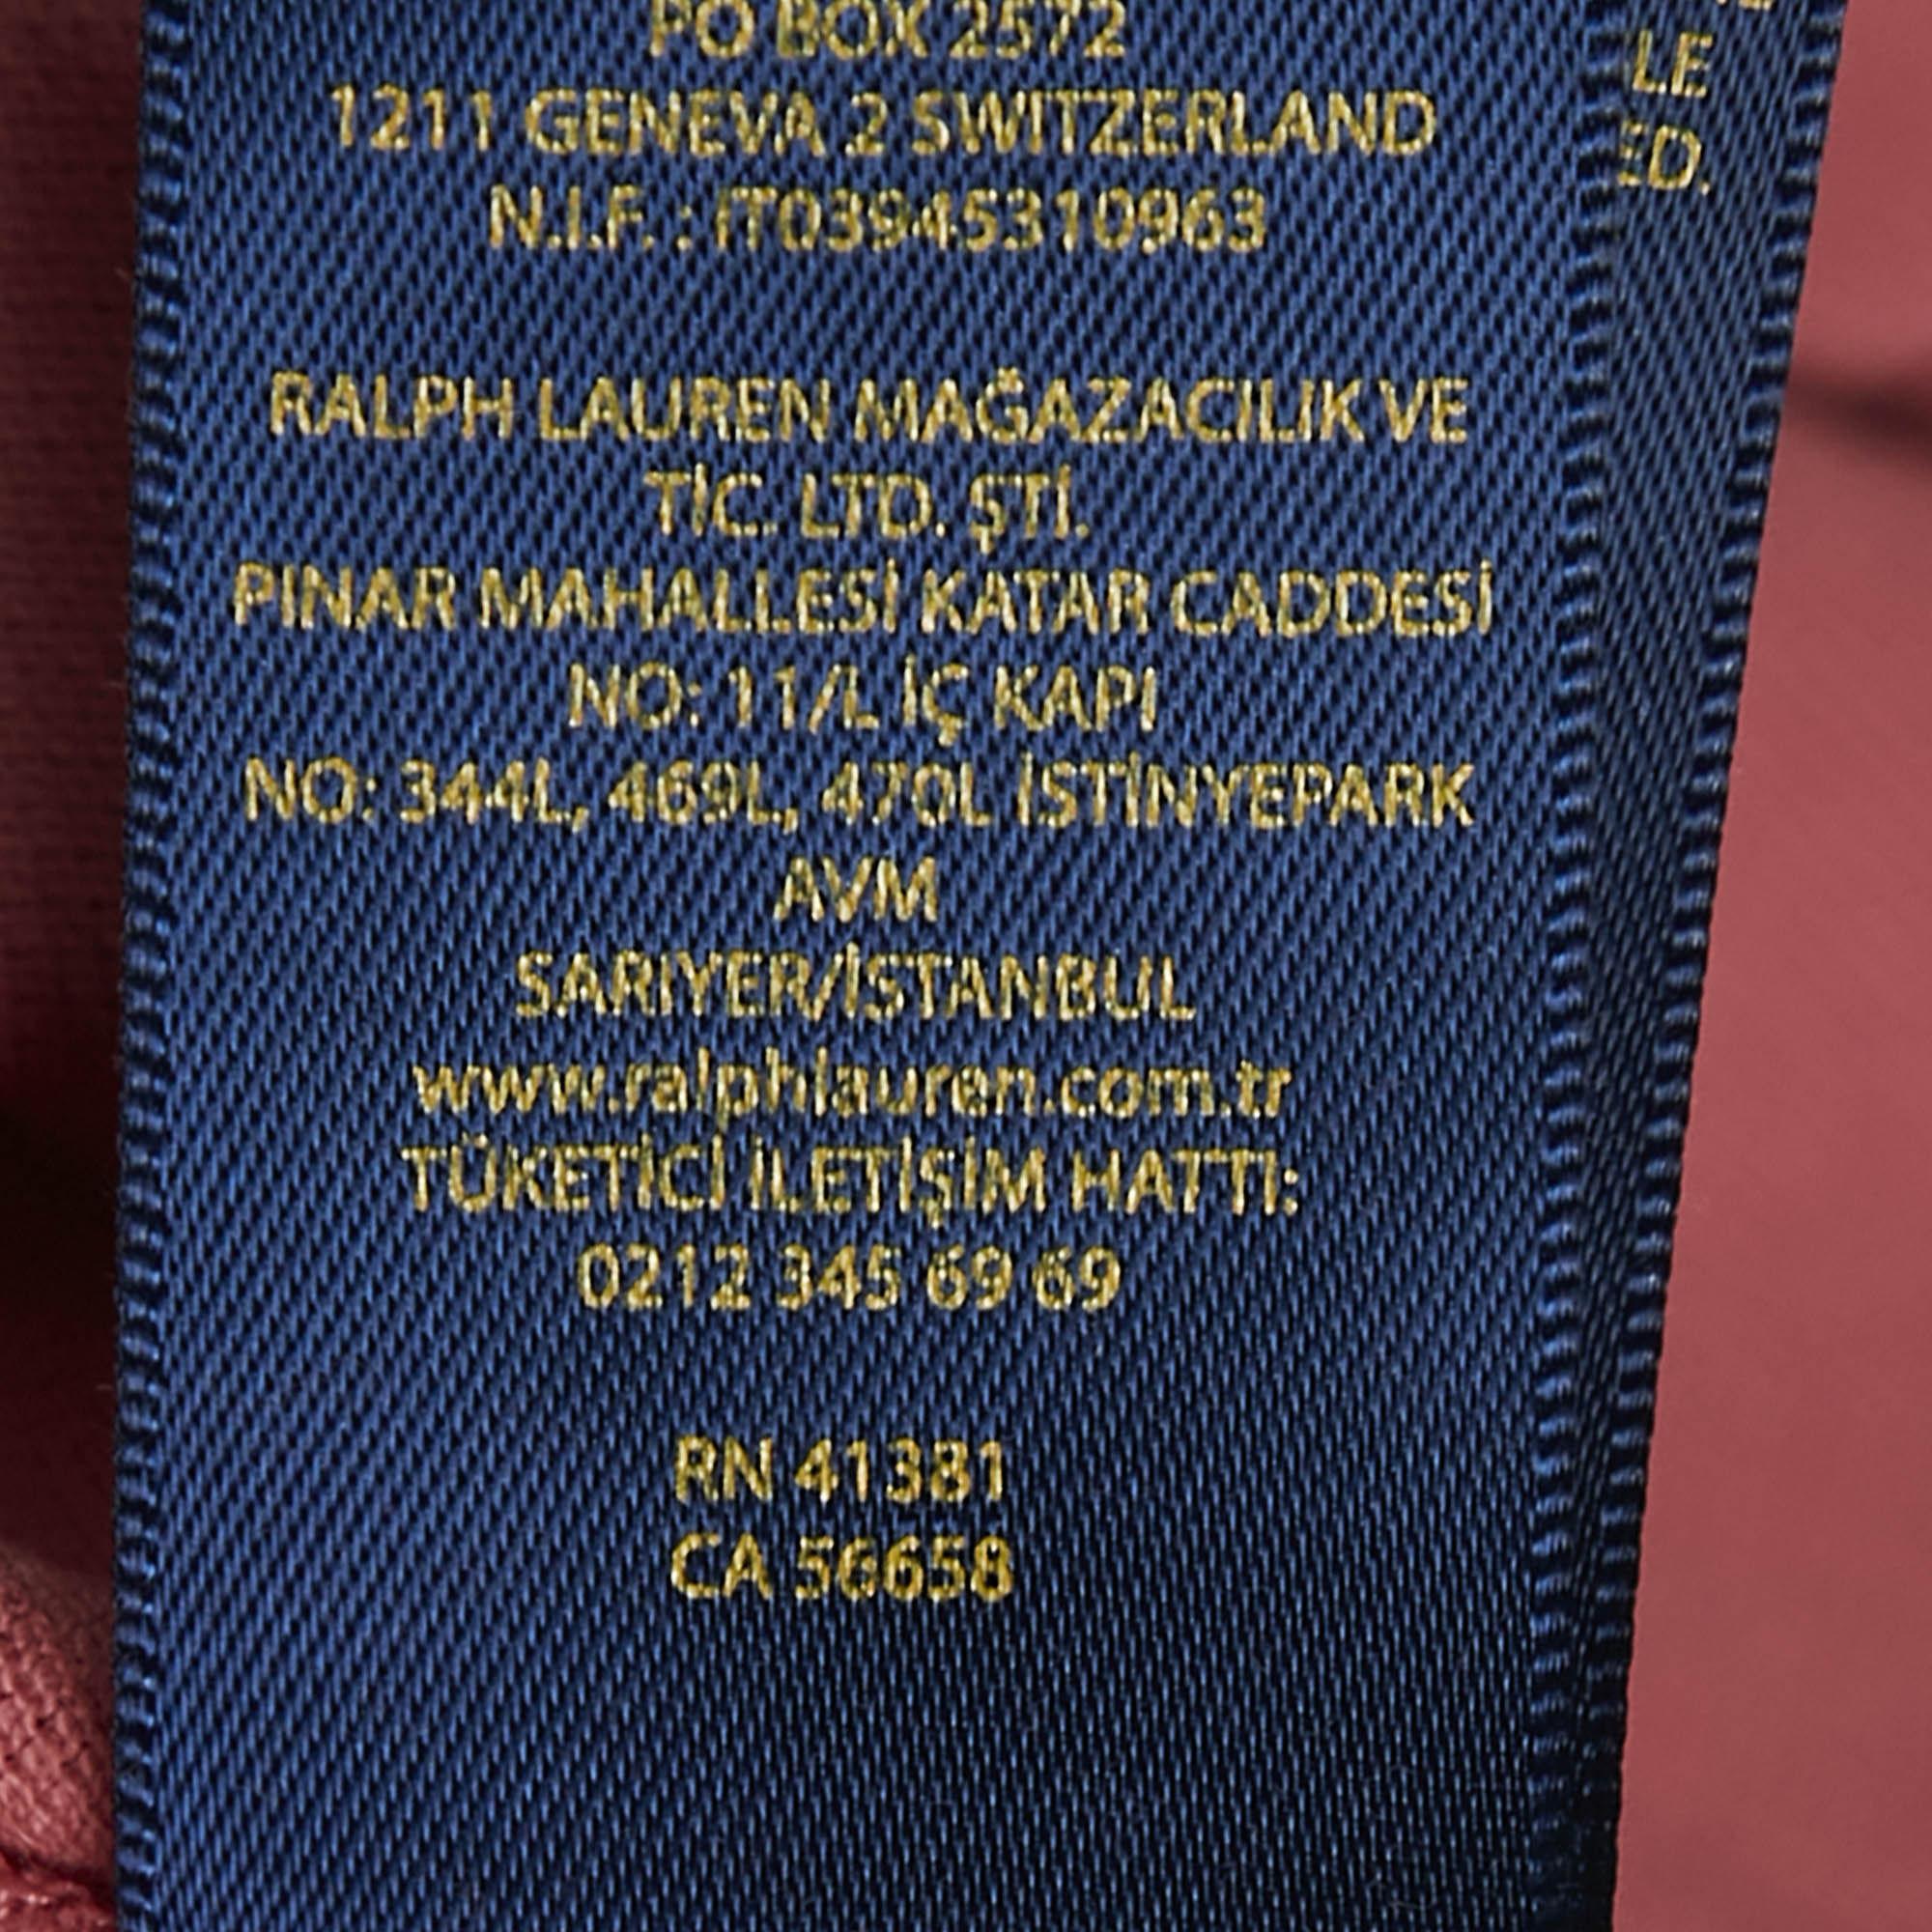 PO BOX 2572
1211 GENEVA 2 SWITZERLAND
N.I.F. : IT03945310963
RALPH LAUREN MAĞAZACILIK VE
TİC. LTD. ŞTİ.
PINAR MAHALLESİ KATAR CADDESİ
NO: 11/L İÇ KAPI
NO: 344L, 469L, 470L İSTİNYEPARK
AVM
SARIYER/İSTANBUL
www.ralphlauren.com.tr
TÜKETİCİ İLETİŞİM HATTI:
0212 345 69 69
RN 41381
CA 56658
LE
ED.